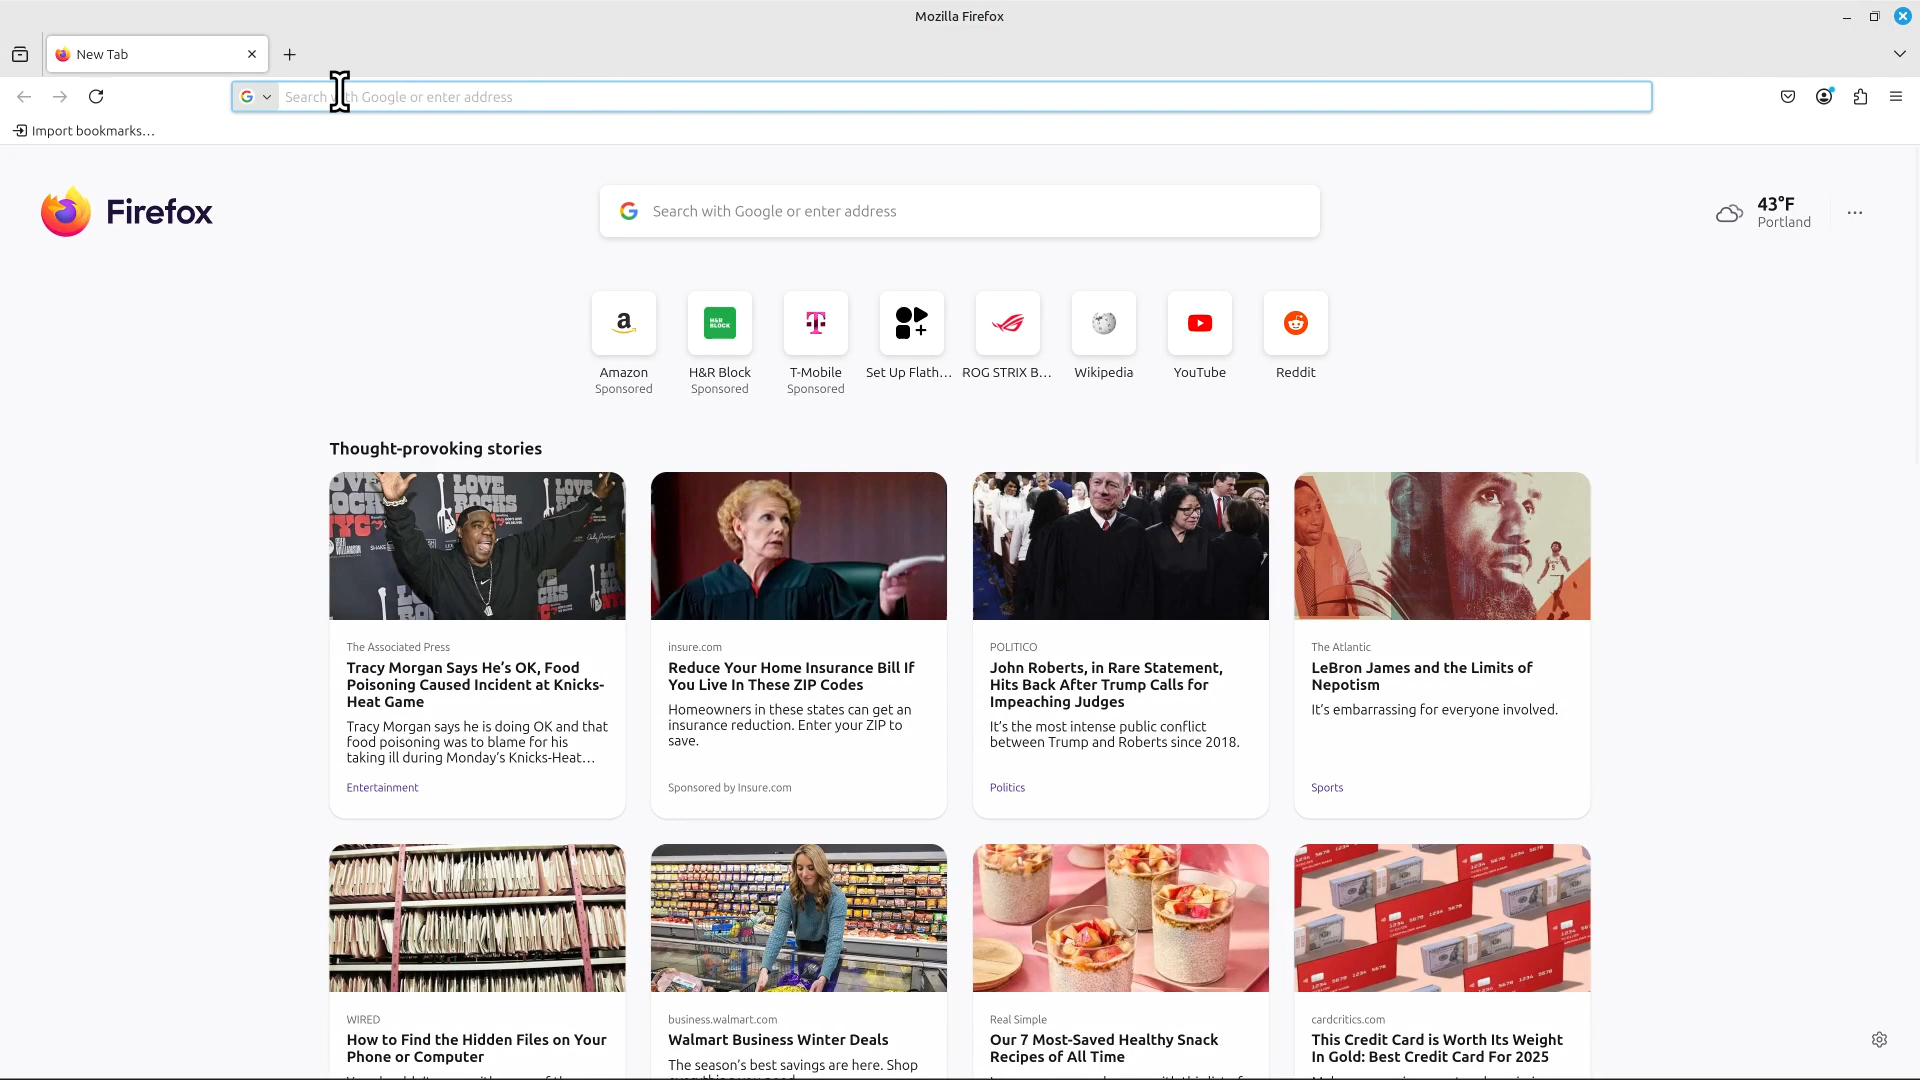 Mozilla Firefox
New Tab
Search with Google or enter address
Import bookmarks...
Firefox
Search with Google or enter address
43°F
Portland
a
H&R
BLOCK
T
Amazon
Sponsored
H&R Block
Sponsored
T-Mobile
Sponsored
Set Up Flath...
ROG STRIX B...
Wikipedia
YouTube
Reddit
Thought-provoking stories
LOVE
ROCKS
NYC
The Associated Press
Tracy Morgan Says He's OK, Food
Poisoning Caused Incident at Knicks-
Heat Game
Tracy Morgan says he is doing OK and that
food poisoning was to blame for his
taking ill during Monday's Knicks-Heat...
Entertainment
insure.com
Reduce Your Home Insurance Bill If
You Live In These ZIP Codes
Homeowners in these states can get an
insurance reduction. Enter your ZIP to
save.
Sponsored by Insure.com
POLITICO
John Roberts, in Rare Statement,
Hits Back After Trump Calls for
Impeaching Judges
It's the most intense public conflict
between Trump and Roberts since 2018.
Politics
The Atlantic
LeBron James and the Limits of
Nepotism
It's embarrassing for everyone involved.
Sports
WIRED
How to Find the Hidden Files on Your
Phone or Computer
business.walmart.com
Walmart Business Winter Deals
The season's best savings are here. Shop
Real Simple
Our 7 Most-Saved Healthy Snack
Recipes of All Time
cardcritics.com
This Credit Card is Worth Its Weight
In Gold: Best Credit Card For 2025